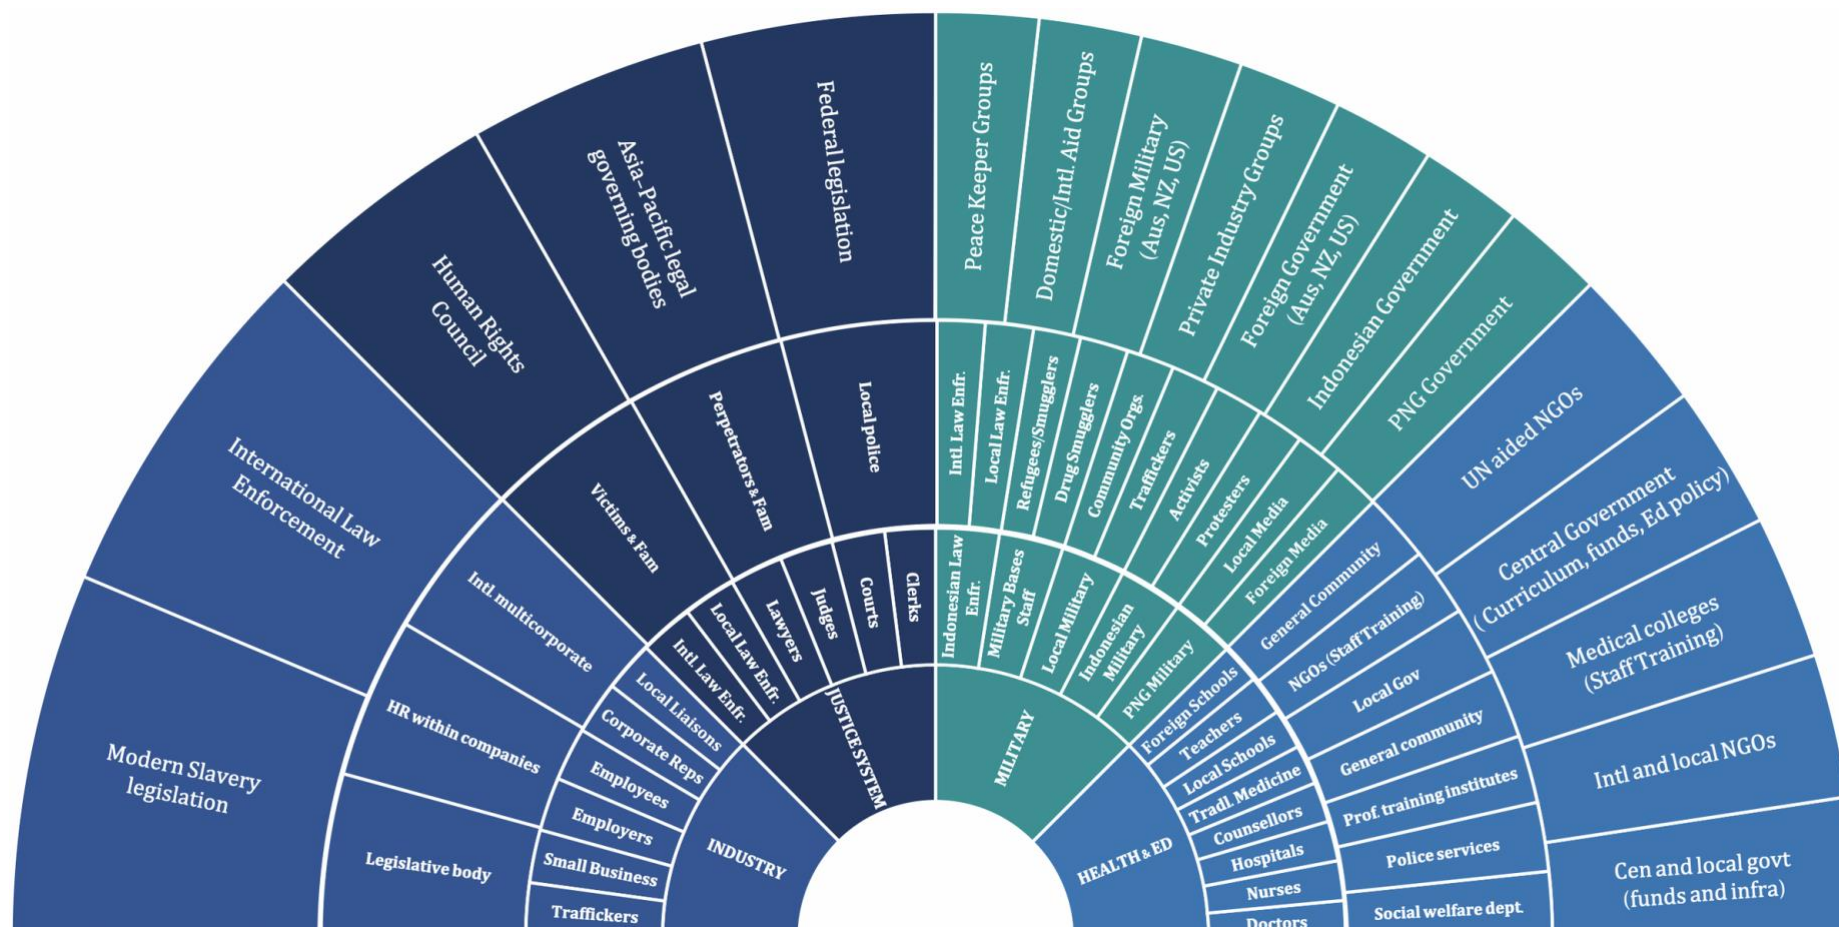 Modern Slavery
legislation
International Law
Enforcement
Human Rights
Council
Asia-Pacific legal
governing bodies
Federal legislation
Peace Keeper Groups
Domestic/Intl. Aid Groups
Foreign Military
(Aus, NZ, US)
Private Industry Groups
Foreign Government
(Aus, NZ, US)
Indonesian Government
PNG Government
UN aided NGOs
Central Government
( Curriculum, funds, Ed policy)
Medical colleges
(Staff Training)
Intl and local NGOs
Cen and local govt
(funds and infra)
Legislative body
HR within companies
Intl. multicorporate
Victims & Fam
Perpetrators & Fam
Local police
Intl. Law Enfr.
Local Law Enfr.
Refugees/Smugglers
Drug Smugglers
Community Orgs.
Traffickers
Activists
Protesters
Local Media
Foreign Media
General Community
NGOs (Staff Training)
Local Gov
General community
Prof. training institutes
Police services
Social welfare dept.
Traffickers
Small Business
Employers
Employees
Corporate Reps
Local Liaisons
Intl. Law Enfr.
Local Law Enfr.
Lawyers
Judges
Courts
Clerks
Indonesian Law
Enfr.
Military Bases
Staff
Local Military
Indonesian
Military
PNG Military
Foreign Schools
Teachers
Local Schools
Tradl. Medicine
Counsellors
Hospitals
Nurses
Doctors
INDUSTRY
JUSTICE SYSTEM
MILITARY
HEALTH & ED